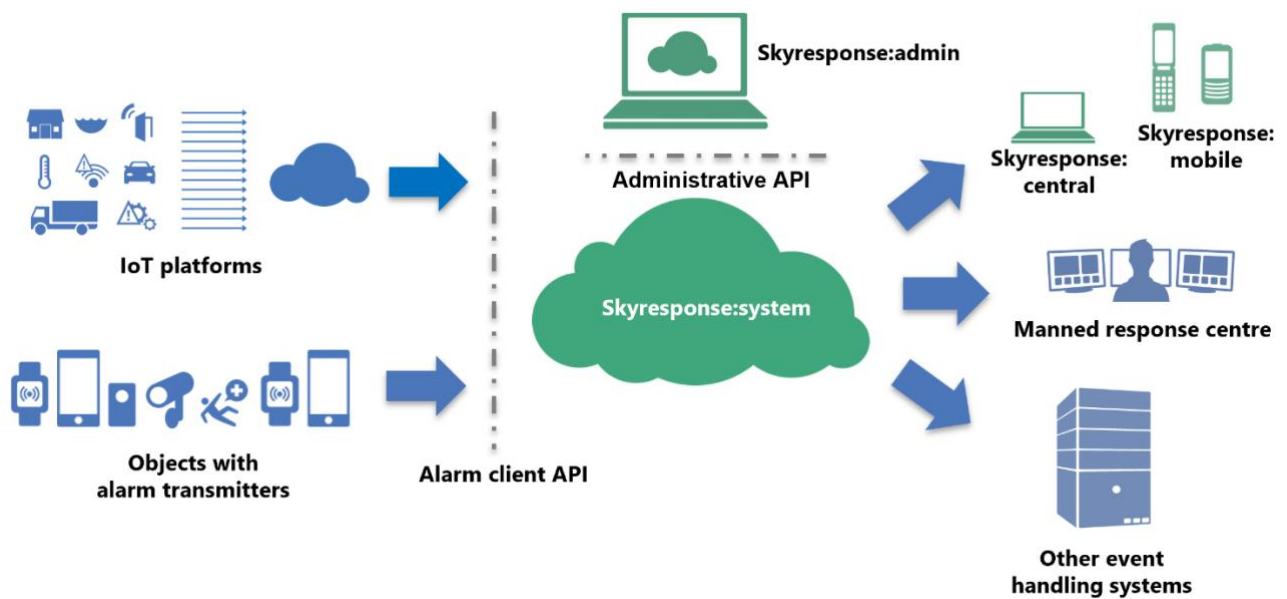 Skyresponse:admin
Administrative API
Skyresponse:
central
Skyresponse:
mobile
IoT platforms
Skyresponse:system
Manned response centre
Objects with
alarm transmitters
Alarm client API
Other event
handling systems